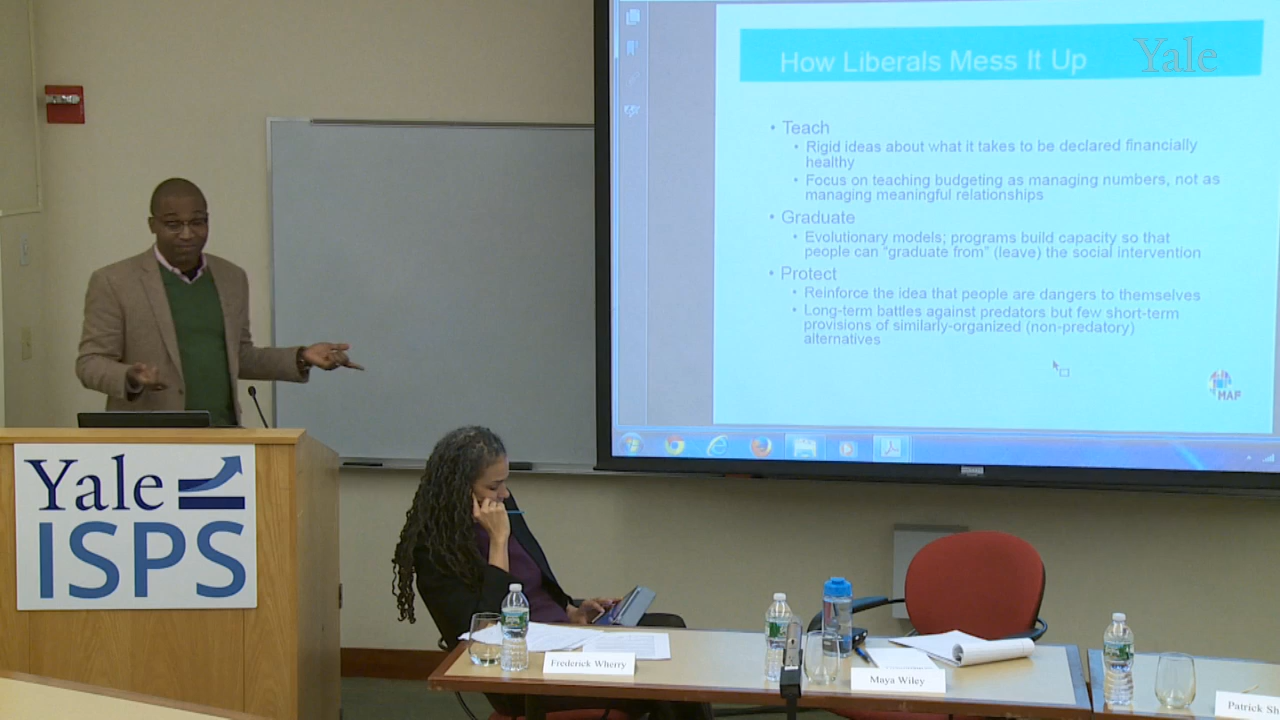 How Liberals Mess It Up
Yale
• Teach
• Rigid ideas about what it takes to be declared financially
healthy
• Focus on teaching budgeting as managing numbers, not as
managing meaningful relationships
• Graduate
• Evolutionary models; programs build capacity so that
people can "graduate from" (leave) the social intervention
• Protect
• Reinforce the idea that people are dangers to themselves
• Long-term battles against predators but few short-term
provisions of similarly-organized (non-predatory)
alternatives
MAF
Yale
ISPS
Frederick Wherry
Maya Wiley
Patrick Sh